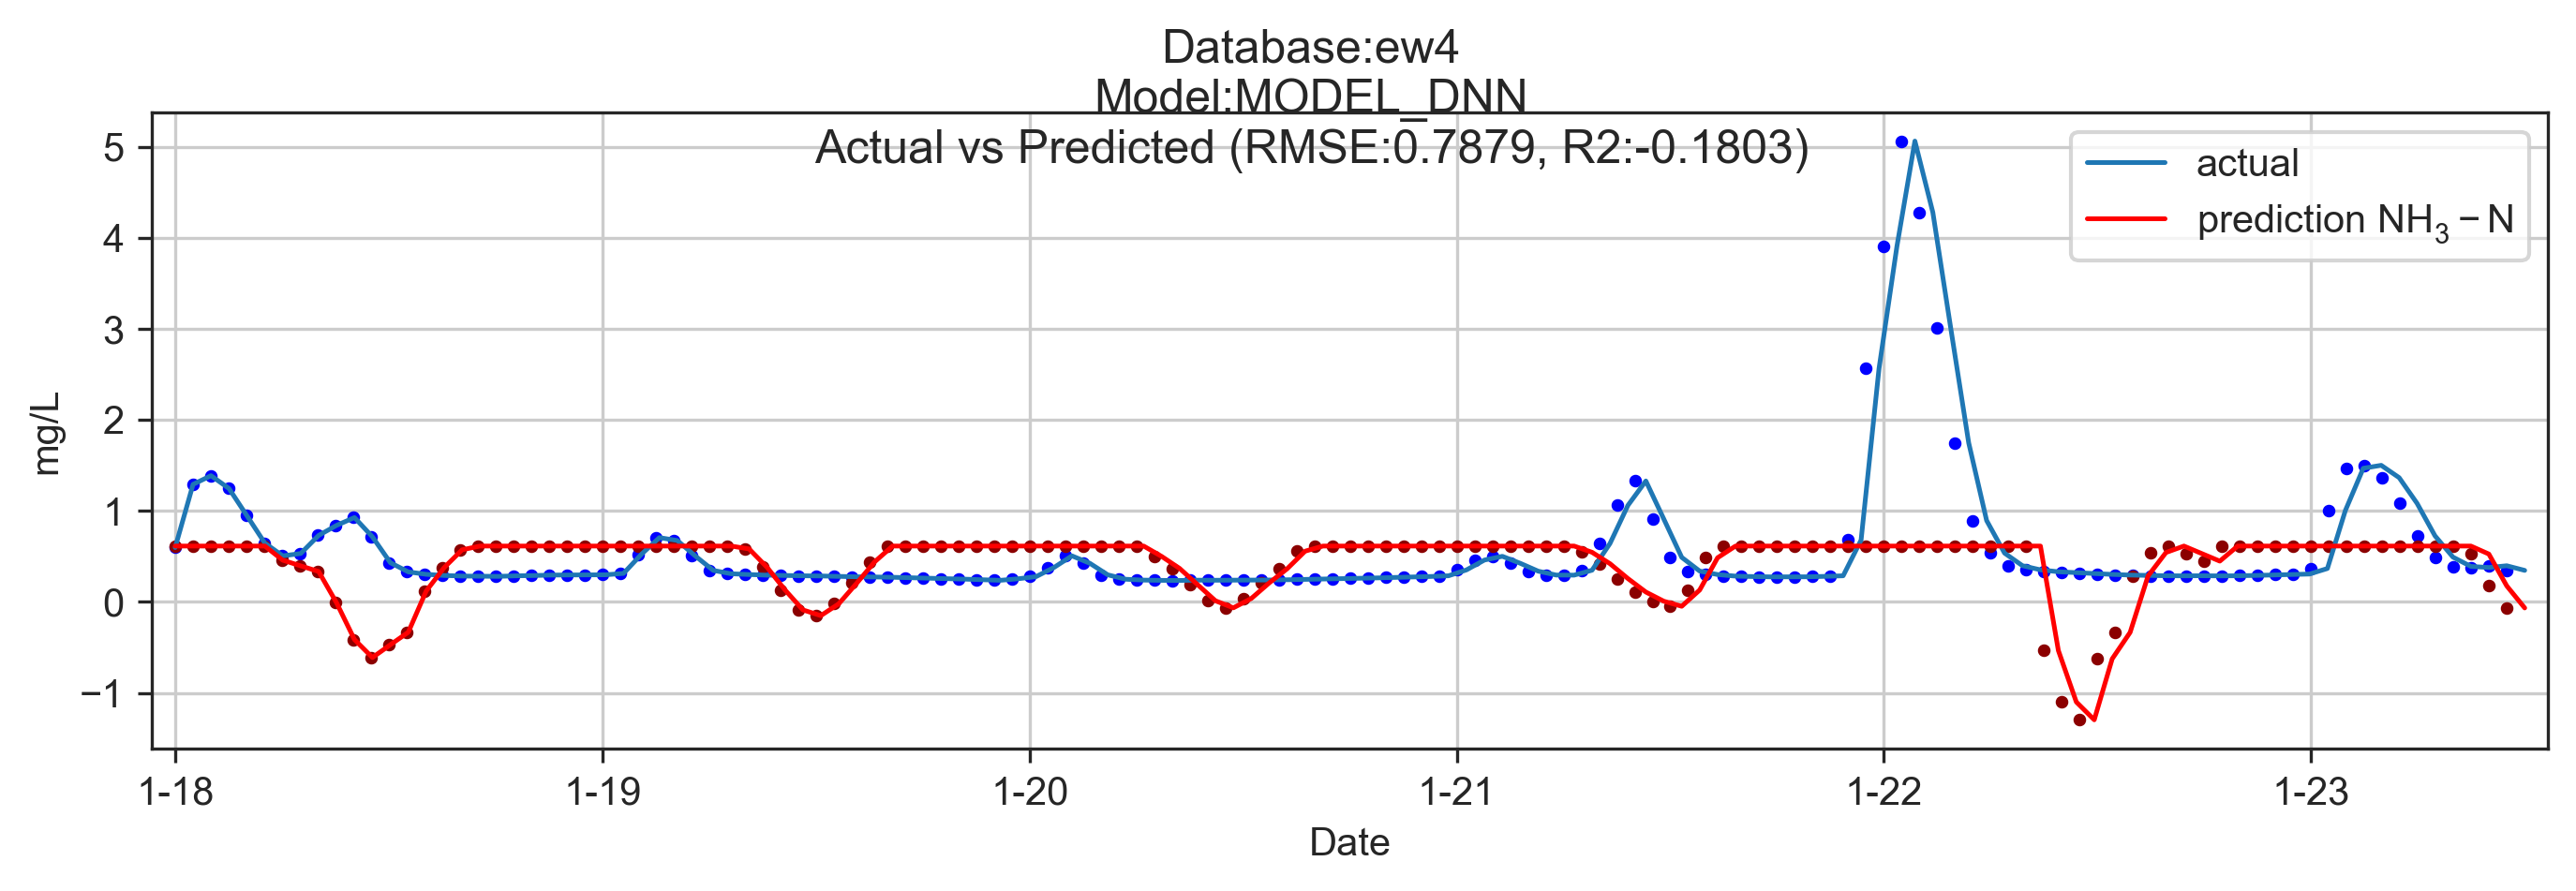 Database:ew4
Model:MODEL_DNN
Actual vs Predicted (RMSE:0.7879, R2:-0.1803)
actual
prediction NH₃ − N
5
4
3
2
1
0
−1
mg/L
1-18 1-19 1-20 1-21 1-22 1-23
Date